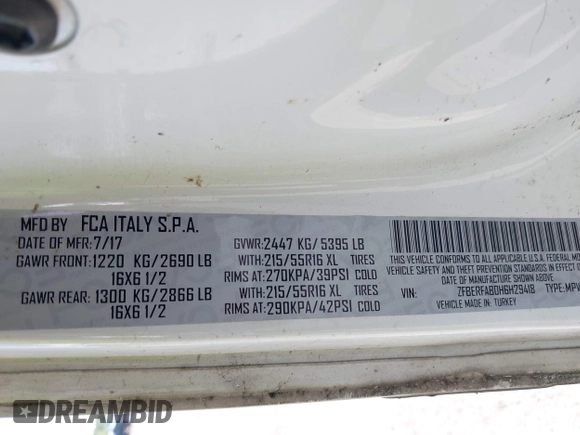 MFD BY FCA ITALY S.P.A.
DATE OF MFR: 7/17 GVWR: 2447 KG/ 5395 LB
GAWR FRONT: 1220 KG/2690 LB WITH: 215/55R16 XL TIRES
16X6 1/2 RIMS AT: 270KPA/39PSI COLD
GAWR REAR: 1300 KG/2866 LB WITH: 215/55R16 XL TIRES
16X6 1/2 RIMS AT: 290KPA/42PSI COLD
THIS VEHICLE CONFORMS TO ALL APPLICABLE
U.S.A. FEDERAL MOTOR VEHICLE
SAFETY STANDARDS IN EFFECT ON THE
DATE OF MANUFACTURE SHOWN ABOVE
VIN: ZFBERFAB0H6H29418 TYPE: MPV
VEHICLE MADE IN: TURKEY
DREAMBID